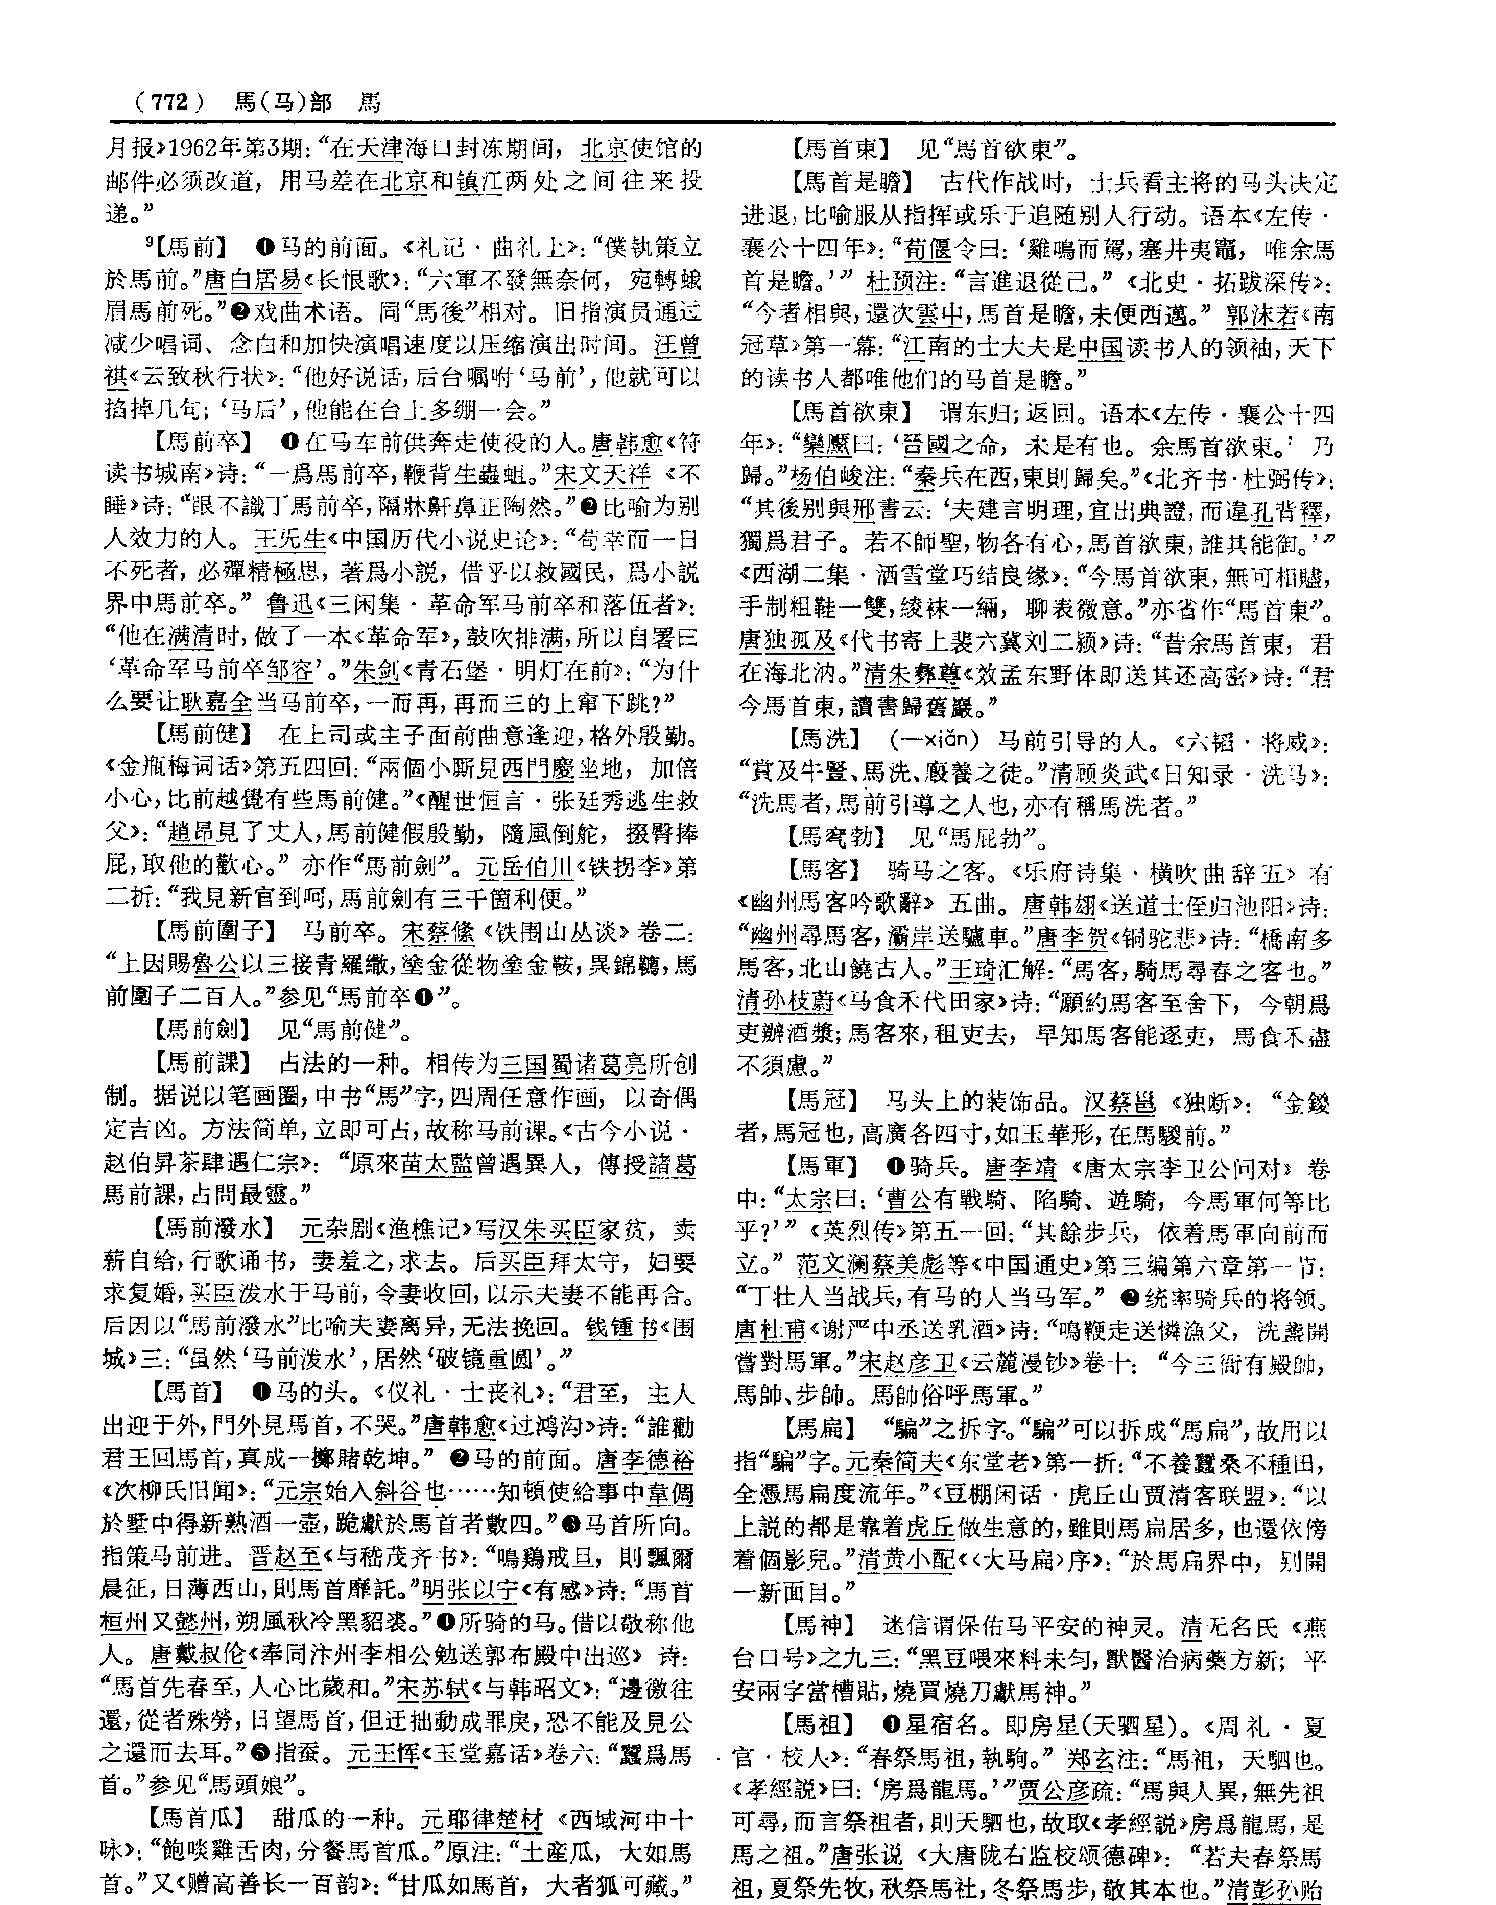 (772) 馬(马)部 馬
月报》1962年第3期：“在天津海口封冻期间，北京使馆的
邮件必须改道，用马差在北京和镇江两处之间往来投
递。”
⁹【馬前】 ❶马的前面。《礼记·曲礼上》：“僕執策立
於馬前。”唐白居易《长恨歌》：“六軍不發無奈何，宛轉蛾
眉馬前死。”❷戏曲术语。同“馬後”相对。旧指演员通过
减少唱词、念白和加快演唱速度以压缩演出时间。汪曾
祺《云致秋行状》：“他好说话，后台嘱咐‘马前’，他就可以
掐掉几句；‘马后’，他能在台上多绷一会。”
【馬前卒】 ❶在马车前供奔走使役的人。唐韩愈《符
读书城南》诗：“一爲馬前卒，鞭背生蟲蛆。”宋文天祥《不
睡》诗：“眼不識丁馬前卒，隔牀鼾鼻正陶然。”❷比喻为别
人效力的人。王旡生《中国历代小说史论》：“苟幸而一日
不死者，必殫精極思，著爲小説，借乎以救國民，爲小説
界中馬前卒。”鲁迅《三闲集·革命军马前卒和落伍者》：
“他在满清时，做了一本《革命军》，鼓吹排满，所以自署曰
‘革命军马前卒邹容’。”朱剑《青石堡·明灯在前》：“为什
么要让耿嘉全当马前卒，一而再，再而三的上窜下跳？”
【馬前健】 在上司或主子面前曲意逢迎，格外殷勤。
《金瓶梅词话》第五四回：“兩個小厮見西門慶坐地，加倍
小心，比前越覺有些馬前健。”《醒世恒言·张廷秀逃生救
父》：“趙昂見了丈人，馬前健假殷勤，隨風倒舵，掇臀捧
屁，取他的歡心。”亦作“馬前劍”。元岳伯川《铁拐李》第
二折：“我見新官到呵，馬前劍有三千箇利便。”
【馬前圍子】 马前卒。宋蔡絛《铁围山丛谈》卷二：
“上因賜魯公以三接青羅繖，塗金從物塗金鞍，異錦韉，馬
前圍子二百人。”参见“馬前卒❶”。
【馬前劍】 见“馬前健”。
【馬前課】 占法的一种。相传为三国蜀诸葛亮所创
制。据说以笔画圈，中书“馬”字，四周任意作画，以奇偶
定吉凶。方法简单，立即可占，故称马前课。《古今小说·
赵伯昇茶肆遇仁宗》：“原來苗太監曾遇異人，傳授諸葛
馬前課，占問最靈。”
【馬前潑水】 元杂剧《渔樵记》写汉朱买臣家贫，卖
薪自给，行歌诵书，妻羞之，求去。后买臣拜太守，妇要
求复婚，买臣泼水于马前，令妻收回，以示夫妻不能再合。
后因以“馬前潑水”比喻夫妻离异，无法挽回。钱锺书《围
城》三：“虽然‘马前泼水’，居然‘破镜重圆’。”
【馬首】 ❶马的头。《仪礼·士丧礼》：“君至，主人
出迎于外，門外見馬首，不哭。”唐韩愈《过鸿沟》诗：“誰勸
君王回馬首，真成一擲賭乾坤。”❷马的前面。唐李德裕
《次柳氏旧闻》：“元宗始入斜谷也……知頓使給事中韋倜
於墅中得新熟酒一壺，跪獻於馬首者數四。”❸马首所向。
指策马前进。晋赵至《与嵇茂齐书》：“鳴鷄戒旦，則飄爾
晨征，日薄西山，則馬首靡託。”明张以宁《有感》诗：“馬首
桓州又懿州，朔風秋冷黑貂裘。”❹所骑的马。借以敬称他
人。唐戴叔伦《奉同汴州李相公勉送郭布殿中出巡》诗：
“馬首先春至，人心比歲和。”宋苏轼《与韩昭文》：“邊徼往
還，從者殊勞，日望馬首，但迂拙動成罪戾，恐不能及見公
之還而去耳。”❺指蚕。元王恽《玉堂嘉话》卷六：“蠶爲馬
首。”参见“馬頭娘”。
【馬首瓜】 甜瓜的一种。元耶律楚材《西域河中十
咏》：“飽啖雞舌肉，分餐馬首瓜。”原注：“土産瓜，大如馬
首。”又《赠高善长一百韵》：“甘瓜如馬首，大者狐可藏。”
【馬首東】 见“馬首欲東”。
【馬首是瞻】 古代作战时，士兵看主将的马头决定
进退，比喻服从指挥或乐于追随别人行动。语本《左传·
襄公十四年》：“荀偃令曰：‘雞鳴而駕，塞井夷竈，唯余馬
首是瞻。’”杜预注：“言進退從己。”《北史·拓跋深传》：
“今者相與，還次雲中，馬首是瞻，未便西邁。”郭沫若《南
冠草》第一幕：“江南的士大夫是中国读书人的领袖，天下
的读书人都唯他们的马首是瞻。”
【馬首欲東】 谓东归；返回。语本《左传·襄公十四
年》：“欒黶曰：‘晉國之命，未是有也。余馬首欲東。’乃
歸。”杨伯峻注：“秦兵在西，東則歸矣。”《北齐书·杜弼传》：
“其後别與邢書云：‘夫建言明理，宜出典證，而違孔背釋，
獨爲君子。若不師聖，物各有心，馬首欲東，誰其能御。’”
《西湖二集·洒雪堂巧结良缘》：“今馬首欲東，無可相贐，
手制粗鞋一雙，綾袜一緉，聊表微意。”亦省作“馬首東”。
唐独孤及《代书寄上裴六冀刘二颍》诗：“昔余馬首東，君
在海北汭。”清朱彝尊《效孟东野体即送其还高密》诗：“君
今馬首東，讀書歸舊巖。”
【馬洗】 (—xiǎn) 马前引导的人。《六韬·将威》：
“賞及牛豎、馬洗、廄養之徒。”清顾炎武《日知录·洗马》：
“洗馬者，馬前引導之人也，亦有稱馬洗者。”
【馬窂勃】 见“馬屁勃”。
【馬客】 骑马之客。《乐府诗集·横吹曲辞五》有
《幽州馬客吟歌辭》五曲。唐韩翃《送道士侄归池阳》诗：
“幽州尋馬客，灞岸送驢車。”唐李贺《铜驼悲》诗：“橋南多
馬客，北山饒古人。”王琦汇解：“馬客，騎馬尋春之客也。”
清孙枝蔚《马食禾代田家》诗：“願約馬客至舍下，今朝爲
吏辦酒漿；馬客來，租吏去，早知馬客能逐吏，馬食禾盡
不須慮。”
【馬冠】 马头上的装饰品。汉蔡邕《独断》：“金鍐
者，馬冠也，高廣各四寸，如玉華形，在馬騣前。”
【馬軍】 ❶骑兵。唐李靖《唐太宗李卫公问对》卷
中：“太宗曰：‘曹公有戰騎、陷騎、遊騎，今馬軍何等比
乎？’”《英烈传》第五一回：“其餘步兵，依着馬軍向前而
立。”范文澜蔡美彪等《中国通史》第三编第六章第一节：
“丁壮人当战兵，有马的人当马军。”❷统率骑兵的将领。
唐杜甫《谢严中丞送乳酒》诗：“鳴鞭走送憐漁父，洗盞開
嘗對馬軍。”宋赵彦卫《云麓漫钞》卷十：“今三衙有殿帥，
馬帥、步帥。馬帥俗呼馬軍。”
【馬扁】 “騙”之拆字。“騙”可以拆成“馬扁”，故用以
指“騙”字。元秦简夫《东堂老》第一折：“不養蠶桑不種田，
全憑馬扁度流年。”《豆棚闲话·虎丘山贾清客联盟》：“以
上説的都是靠着虎丘做生意的，雖則馬扁居多，也還依傍
着個影兒。”清黄小配《〈大马扁〉序》：“於馬扁界中，别開
一新面目。”
【馬神】 迷信谓保佑马平安的神灵。清无名氏《燕
台口号》之九三：“黑豆喂來料未匀，獸醫治病藥方新；平
安兩字當槽貼，燒買燒刀獻馬神。”
【馬祖】 ❶星宿名。即房星(天驷星)。《周礼·夏
官·校人》：“春祭馬祖，執駒。”郑玄注：“馬祖，天駟也。
《孝經説》曰：‘房爲龍馬。’”贾公彦疏：“馬與人異，無先祖
可尋，而言祭祖者，則天駟也，故取《孝經説》房爲龍馬，是
馬之祖。”唐张说《大唐陇右监校颂德碑》：“若夫春祭馬
祖，夏祭先牧，秋祭馬社，冬祭馬步，敬其本也。”清彭孙贻